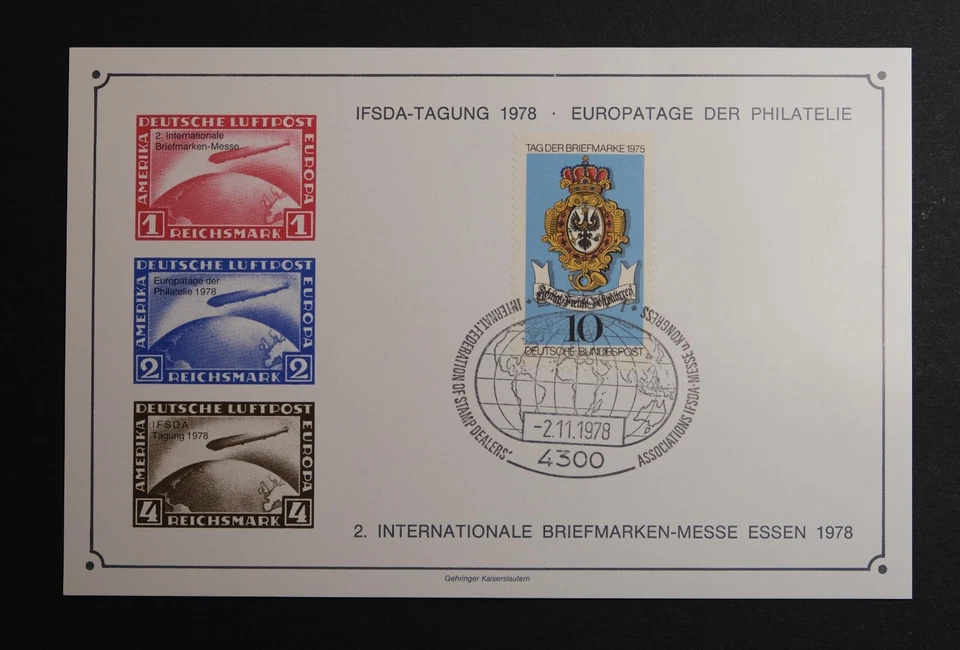 IFSDA-TAGUNG 1978 · EUROPATAGE DER PHILATELIE
DEUTSCHE LUFTPOST
2. Internationale
Briefmarken-Messe
AMERIKA
EUROPA
1 1
REICHSMARK
DEUTSCHE LUFTPOST
Europatage der
Philatelie 1978
AMERIKA
EUROPA
2 2
REICHSMARK
DEUTSCHE LUFTPOST
IFSDA
Tagung 1978
AMERIKA
EUROPA
4 4
REICHSMARK
TAG DER BRIEFMARKE 1975
10
DEUTSCHE BUNDESPOST
INTERNAT. FEDERATION OF STAMP DEALERS'
ASSOCIATIONS IFSDA-MESSE u. KONGRESS
-2.11.1978
4300
2. INTERNATIONALE BRIEFMARKEN-MESSE ESSEN 1978
Gehringer Kaiserslautern